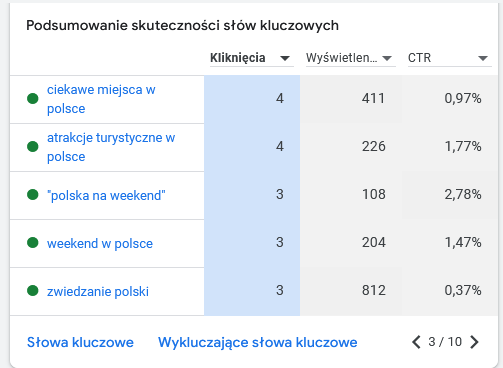 Podsumowanie skuteczności słów kluczowych
Kliknięcia Wyświetlen... CTR
ciekawe miejsca w
polsce 4 411 0,97%
atrakcje turystyczne w
polsce 4 226 1,77%
"polska na weekend" 3 108 2,78%
weekend w polsce 3 204 1,47%
zwiedzanie polski 3 812 0,37%
Słowa kluczowe Wykluczające słowa kluczowe 3 / 10